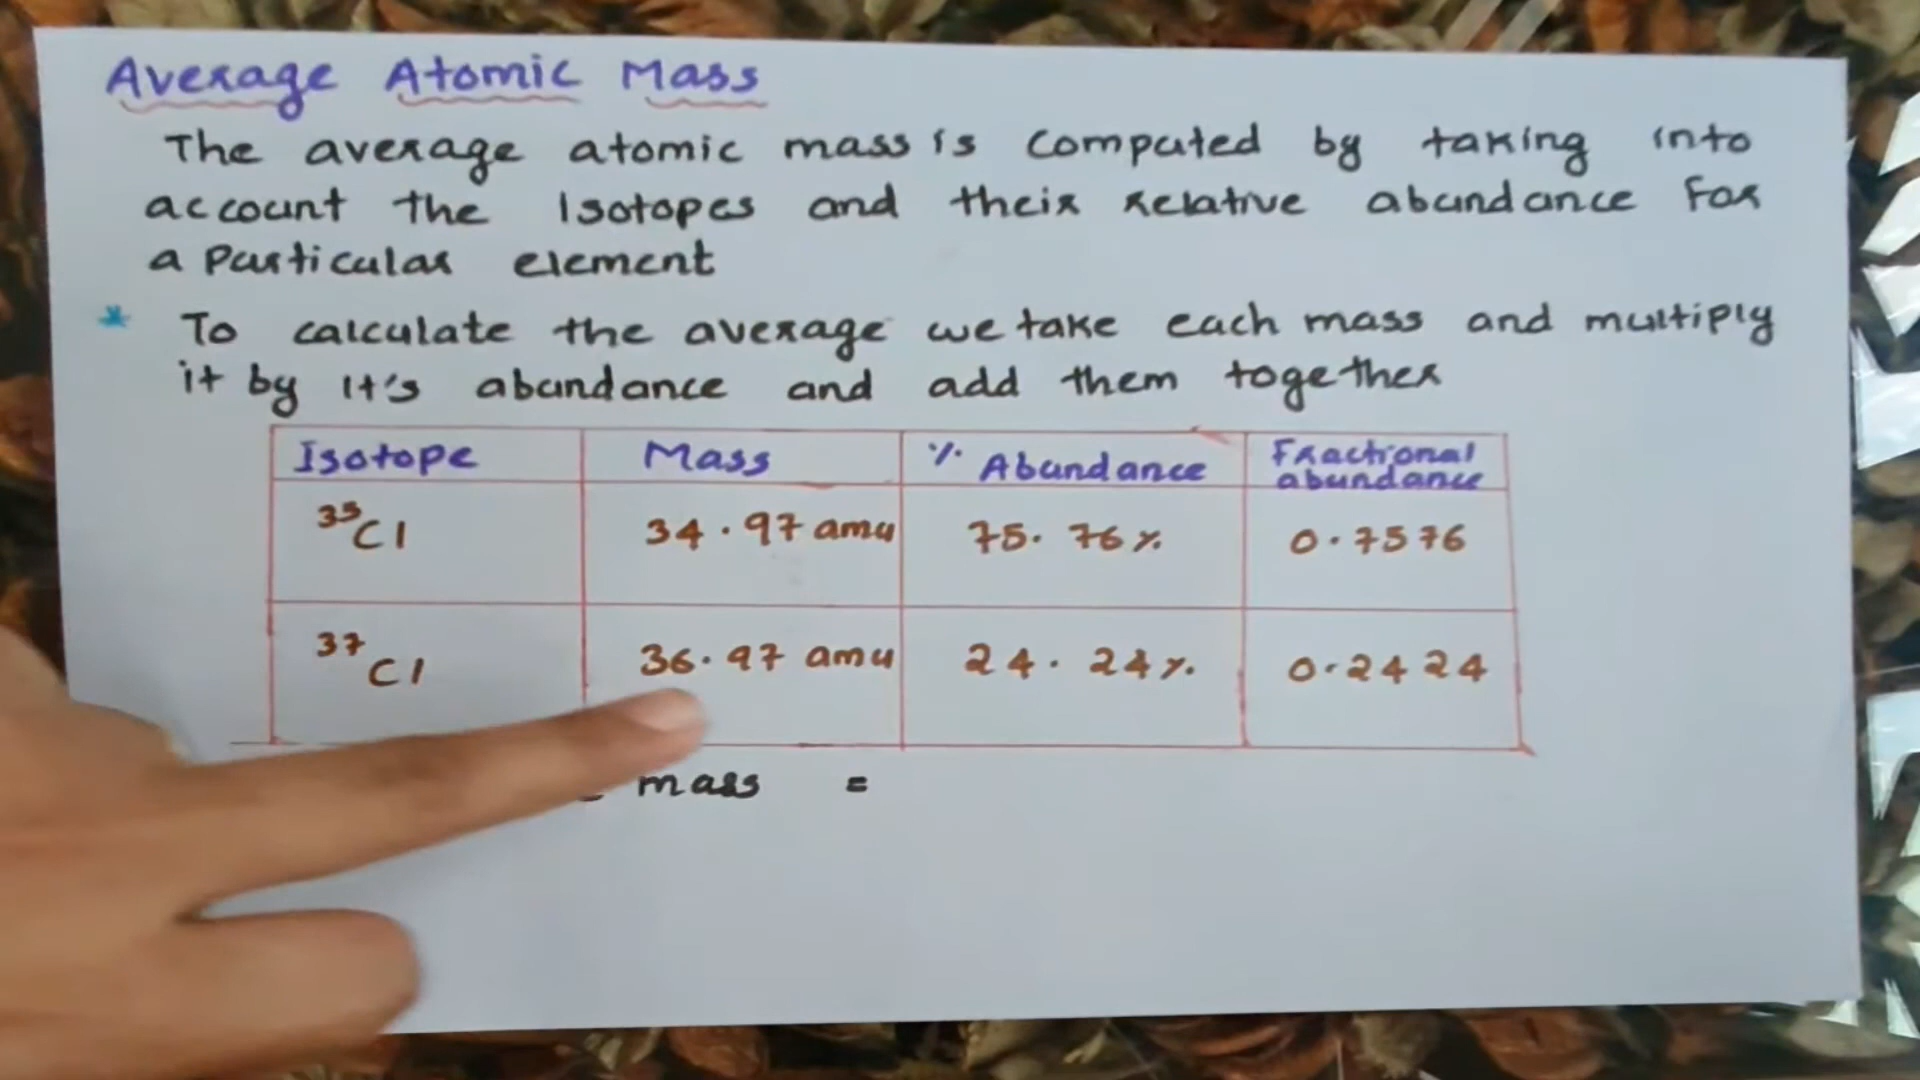 Average Atomic Mass
The average atomic mass is computed by taking into
account the Isotopes and their relative abundance for
a Particular element
* To calculate the average we take each mass and multiply
it by it's abundance and add them together
Isotope Mass % Abundance Fractional abundance
35Cl 34.97 amu 75.76% 0.7576
37Cl 36.97 amu 24.24% 0.2424
mass =